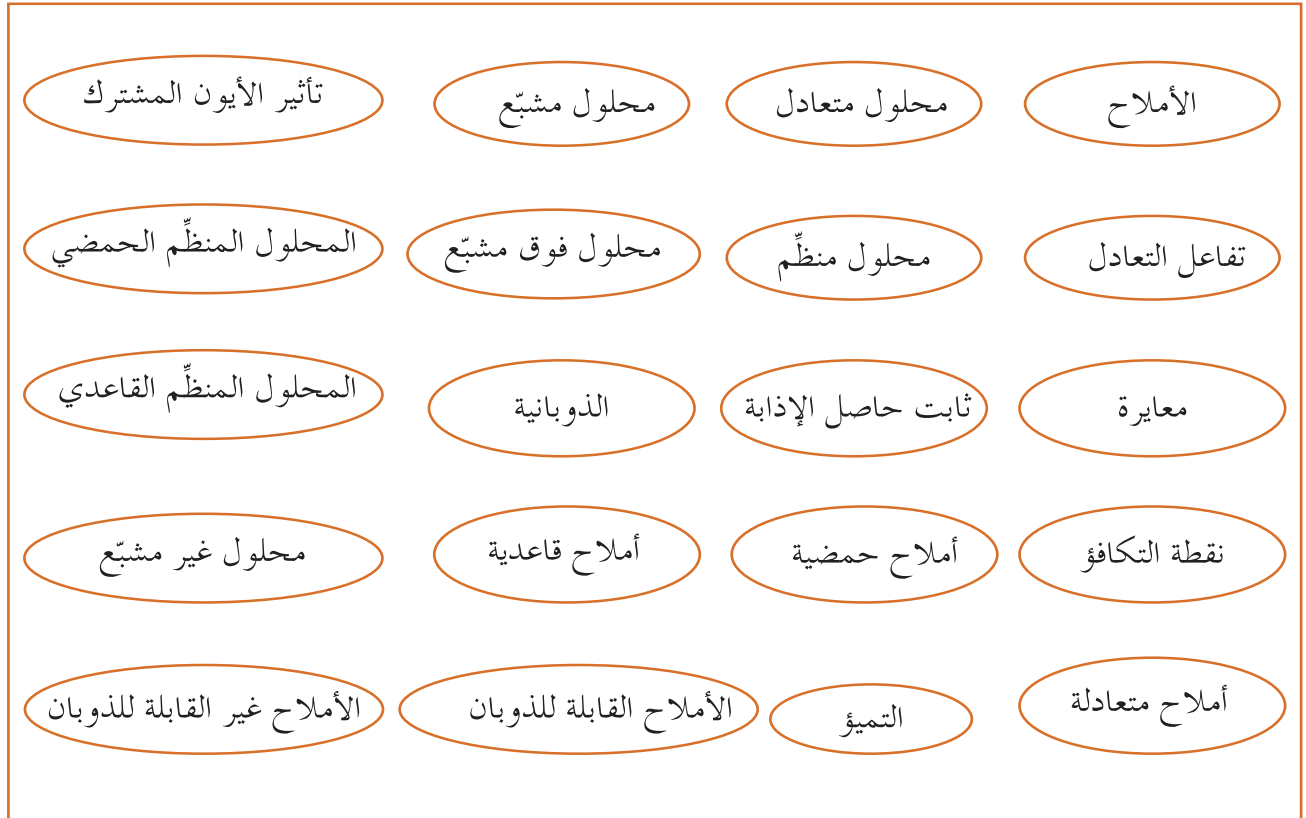 الأملاح
محلول متعادل
محلول مشبّع
تأثير الأيون المشترك
تفاعل التعادل
محلول منظِّم
محلول فوق مشبّع
المحلول المنظِّم الحمضي
معايرة
ثابت حاصل الإذابة
الذوبانية
المحلول المنظِّم القاعدي
نقطة التكافؤ
أملاح حمضية
أملاح قاعدية
محلول غير مشبّع
أملاح متعادلة
التميؤ
الأملاح القابلة للذوبان
الأملاح غير القابلة للذوبان